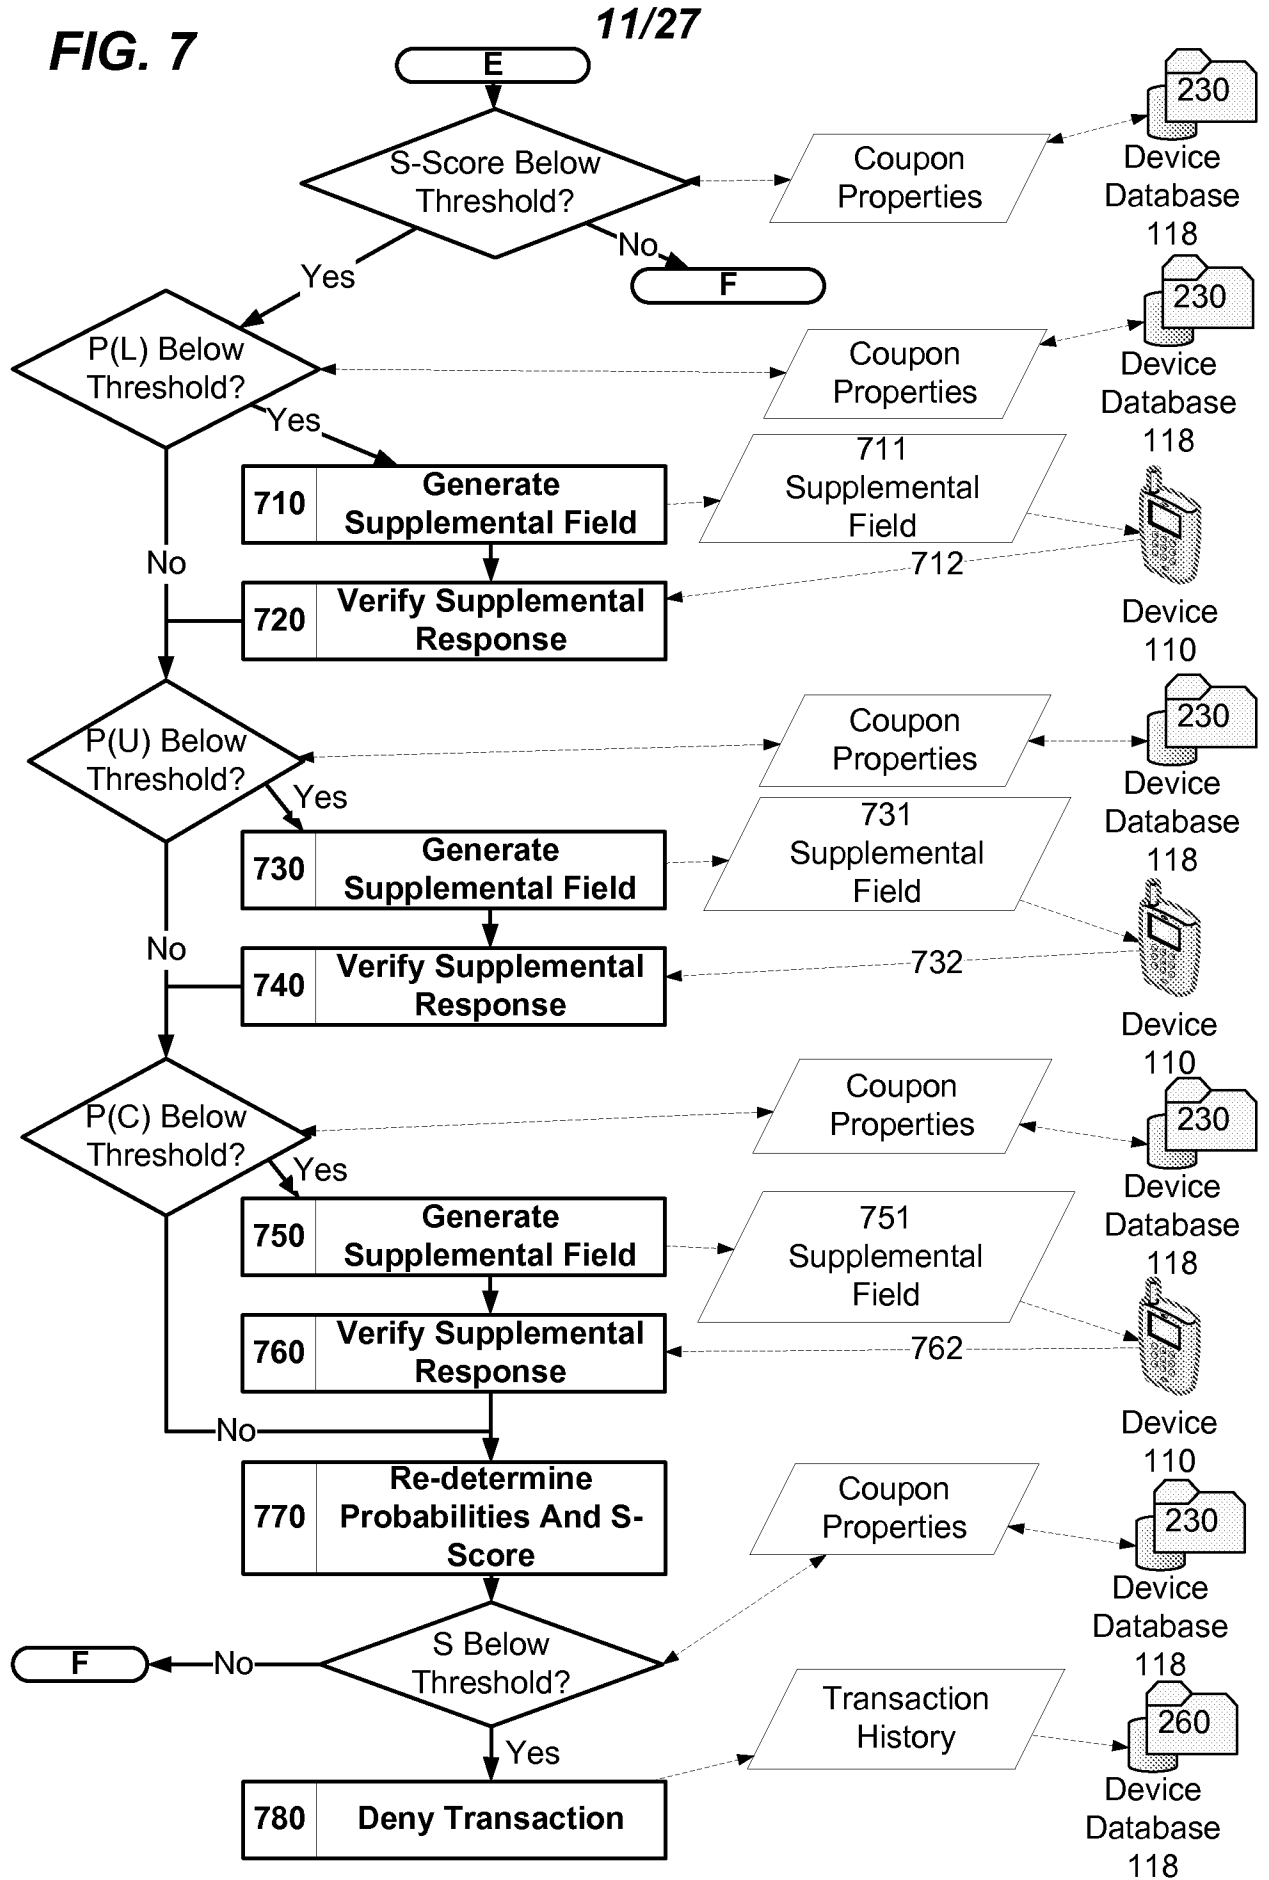 FIG. 7
11/27
E
S-Score Below
Threshold?
Coupon
Properties
230
Device
Database
118
No
F
Yes
P(L) Below
Threshold?
Coupon
Properties
230
Device
Database
118
Yes
710
Generate
Supplemental Field
711
Supplemental
Field
No
712
720
Verify Supplemental
Response
Device
110
P(U) Below
Threshold?
Coupon
Properties
230
Device
Database
118
Yes
730
Generate
Supplemental Field
731
Supplemental
Field
No
732
740
Verify Supplemental
Response
Device
110
P(C) Below
Threshold?
Coupon
Properties
230
Device
Database
118
Yes
750
Generate
Supplemental Field
751
Supplemental
Field
760
Verify Supplemental
Response
762
Device
110
No
770
Re-determine
Probabilities And S-
Score
Coupon
Properties
230
Device
Database
118
S Below
Threshold?
No
F
Yes
Transaction
History
260
Device
Database
118
780
Deny Transaction